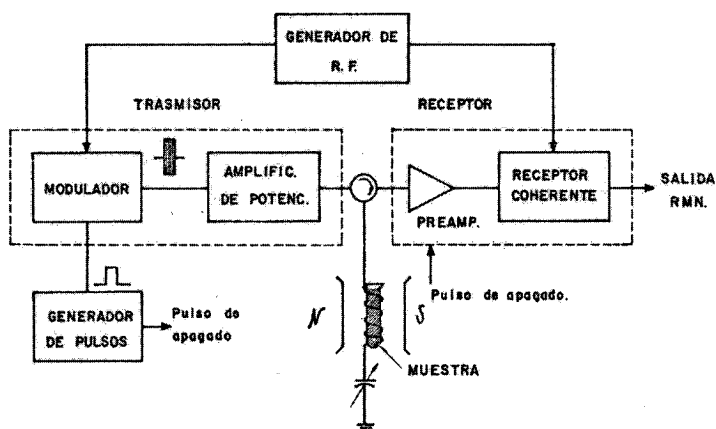 GENERADOR DE
R.F.
TRASMISOR
RECEPTOR
MODULADOR
AMPLIFIC.
DE POTENC.
PREAMP.
RECEPTOR
COHERENTE
SALIDA
RMN.
GENERADOR
DE PULSOS
Pulso de
apagado
Pulso de apagado.
N
S
MUESTRA